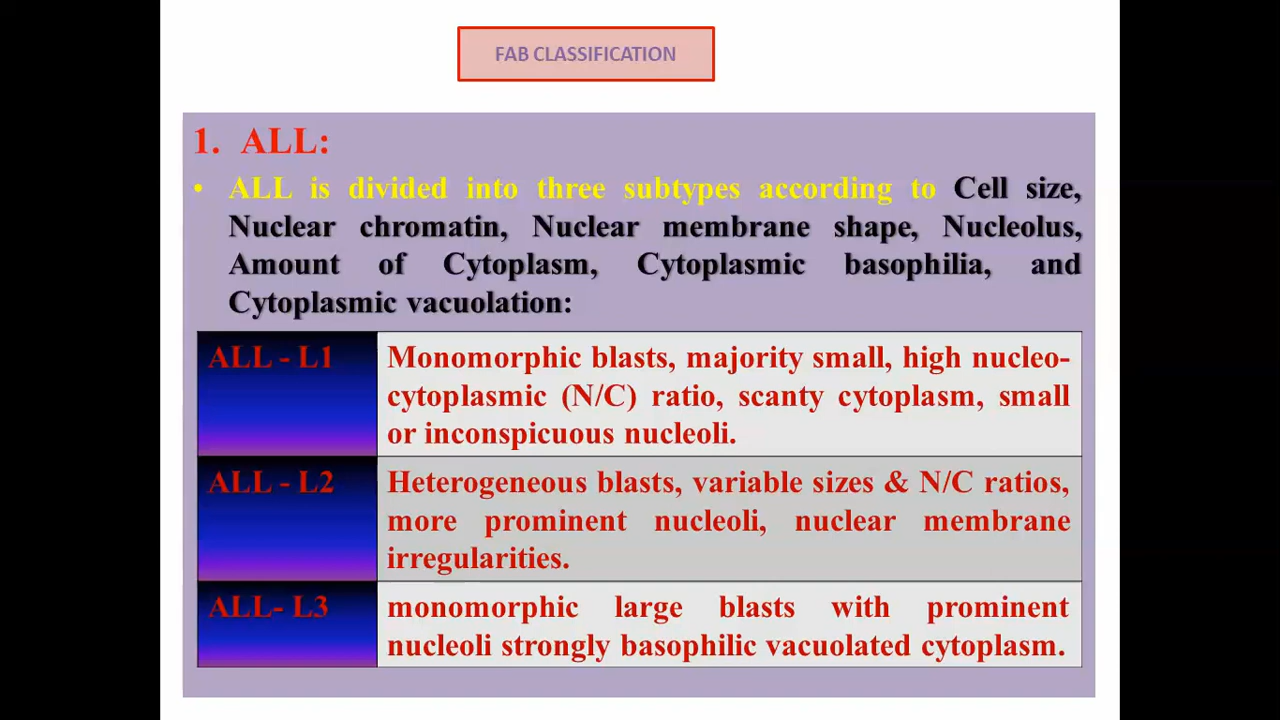 FAB CLASSIFICATION
1. ALL:
• ALL is divided into three subtypes according to Cell size,
Nuclear chromatin, Nuclear membrane shape, Nucleolus,
Amount of Cytoplasm, Cytoplasmic basophilia, and
Cytoplasmic vacuolation:
ALL - L1
Monomorphic blasts, majority small, high nucleo-
cytoplasmic (N/C) ratio, scanty cytoplasm, small
or inconspicuous nucleoli.
ALL - L2
Heterogeneous blasts, variable sizes & N/C ratios,
more prominent nucleoli, nuclear membrane
irregularities.
ALL- L3
monomorphic large blasts with prominent
nucleoli strongly basophilic vacuolated cytoplasm.